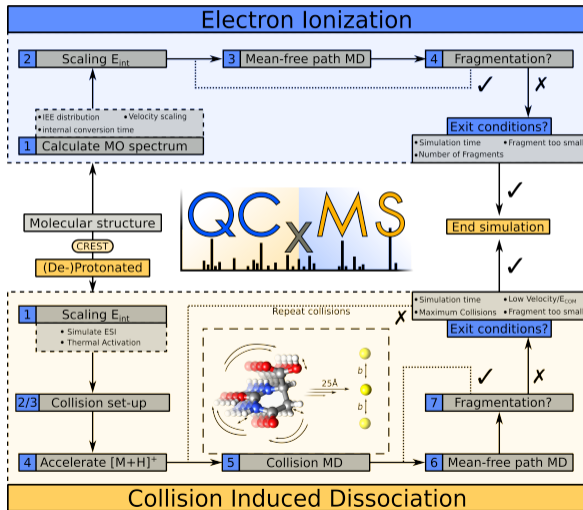 Electron Ionization
2 Scaling E_int
3 Mean-free path MD
4 Fragmentation?
✓ ✗
• IEE distribution • Velocity scaling
• internal conversion time
1 Calculate MO spectrum
Exit conditions?
• Simulation time • Fragment too small
• Number of Fragments
✓
Molecular structure
CREST
(De-)Protonated
QCxMS
End simulation
✓
1 Scaling E_int
• Simulate ESI
• Thermal Activation
Repeat collisions
✗
• Simulation time • Low Velocity/E_COM
• Maximum Collisions • Fragment too small
Exit conditions?
25Å
b
b
✓ ✗
2/3 Collision set-up
7 Fragmentation?
4 Accelerate [M+H]⁺
5 Collision MD
6 Mean-free path MD
Collision Induced Dissociation